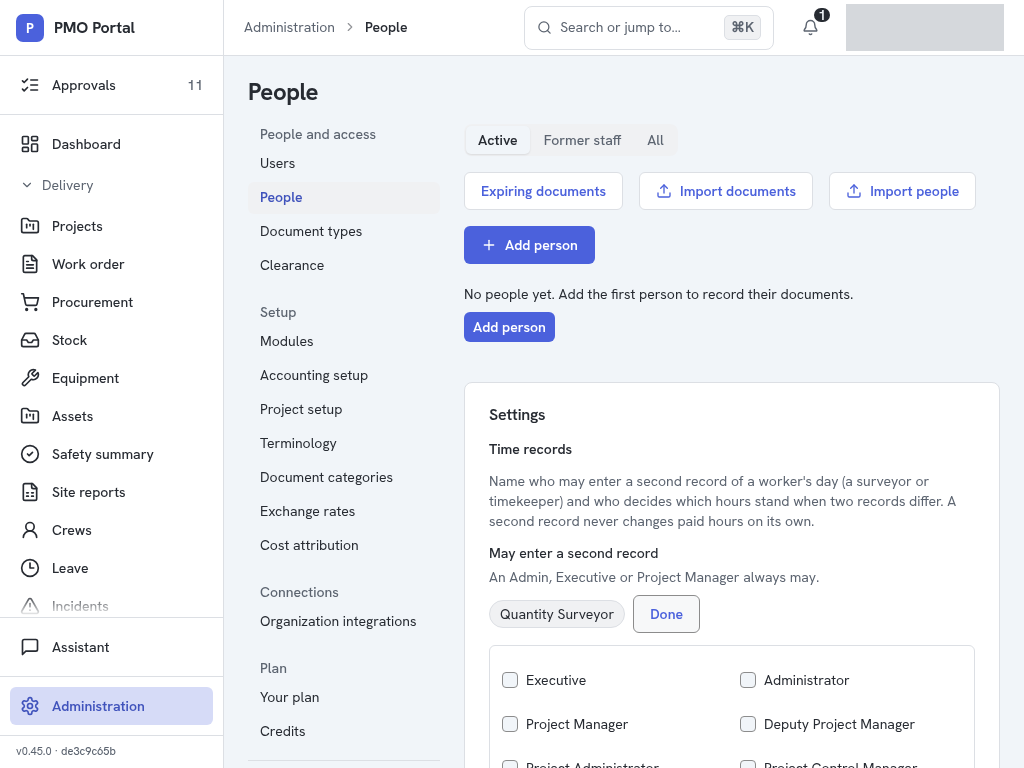 P PMO Portal
Administration > People
Search or jump to... ⌘K
1
Approvals 11
Dashboard
Delivery
Projects
Work order
Procurement
Stock
Equipment
Assets
Safety summary
Site reports
Crews
Leave
Incidents
Assistant
Administration
v0.45.0 · de3c9c65b
People
People and access
Users
People
Document types
Clearance
Setup
Modules
Accounting setup
Project setup
Terminology
Document categories
Exchange rates
Cost attribution
Connections
Organization integrations
Plan
Your plan
Credits
Active Former staff All
Expiring documents Import documents Import people
Add person
No people yet. Add the first person to record their documents.
Add person
Settings
Time records
Name who may enter a second record of a worker's day (a surveyor or
timekeeper) and who decides which hours stand when two records differ. A
second record never changes paid hours on its own.
May enter a second record
An Admin, Executive or Project Manager always may.
Quantity Surveyor Done
Executive Administrator
Project Manager Deputy Project Manager
Project Administrator Project Control Manager